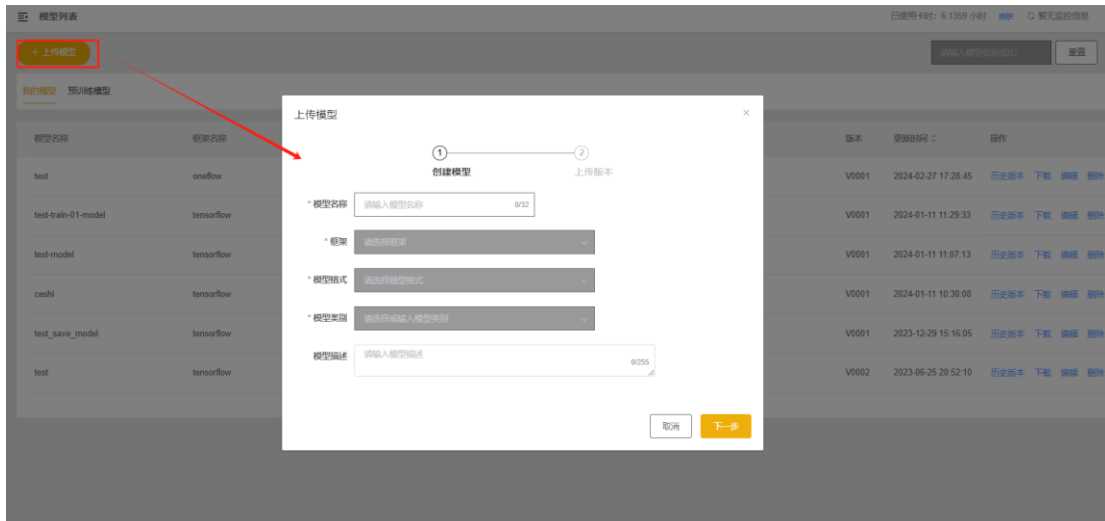 模型列表
已使用卡时: 6.1359 小时
暂无监控信息
+ 上传模型
请输入模型名称或ID
重置
我的模型 预训练模型
模型名称 框架名称 版本 更新时间 操作
test oneflow V0001 2024-02-27 17:28:45 历史版本 下载 编辑 删除
test-train-01-model tensorflow V0001 2024-01-11 11:29:33 历史版本 下载 编辑 删除
test-model tensorflow V0001 2024-01-11 11:07:13 历史版本 下载 编辑 删除
ceshi tensorflow V0001 2024-01-11 10:30:08 历史版本 下载 编辑 删除
test_save_model tensorflow V0001 2023-12-29 15:16:05 历史版本 下载 编辑 删除
test tensorflow V0002 2023-06-25 20:52:10 历史版本 下载 编辑 删除
上传模型 ×
1 2
创建模型 上传版本
* 模型名称 请输入模型名称 0/32
* 框架 请选择框架
* 模型格式 请选择模型格式
* 模型类别 请选择或输入模型类别
模型描述 请输入模型描述 0/255
取消 下一步